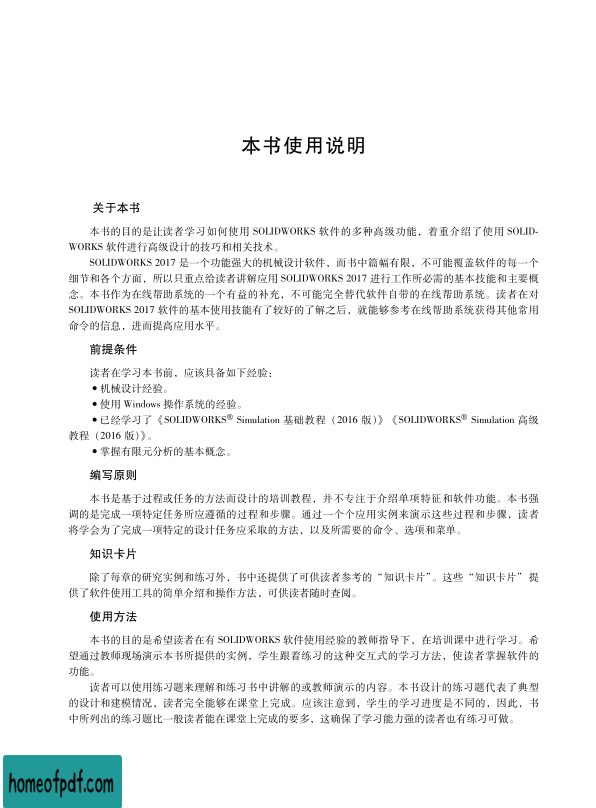 本书使用说明
关于本书
本书的目的是让读者学习如何使用 SOLIDWORKS 软件的多种高级功能，着重介绍了使用 SOLID-
WORKS 软件进行高级设计的技巧和相关技术。
SOLIDWORKS 2017 是一个功能强大的机械设计软件，而书中篇幅有限，不可能覆盖软件的每一个
细节和各个方面，所以只重点给读者讲解应用 SOLIDWORKS 2017 进行工作所必需的基本技能和主要概
念。本书作为在线帮助系统的一个有益的补充，不可能完全替代软件自带的在线帮助系统。读者在对
SOLIDWORKS 2017 软件的基本使用技能有了较好的了解之后，就能够参考在线帮助系统获得其他常用
命令的信息，进而提高应用水平。
前提条件
读者在学习本书前，应该具备如下经验：
●机械设计经验。
●使用 Windows 操作系统的经验。
●已经学习了《SOLIDWORKS® Simulation 基础教程（2016 版）》《SOLIDWORKS® Simulation 高级
教程（2016 版）》。
●掌握有限元分析的基本概念。
编写原则
本书是基于过程或任务的方法而设计的培训教程，并不专注于介绍单项特征和软件功能。本书强
调的是完成一项特定任务所应遵循的过程和步骤。通过一个个应用实例来演示这些过程和步骤，读者
将学会为了完成一项特定的设计任务应采取的方法，以及所需要的命令、选项和菜单。
知识卡片
除了每章的研究实例和练习外，书中还提供了可供读者参考的“知识卡片”。这些“知识卡片”提
供了软件使用工具的简单介绍和操作方法，可供读者随时查阅。
使用方法
本书的目的是希望读者在有 SOLIDWORKS 软件使用经验的教师指导下，在培训课中进行学习。希
望通过教师现场演示本书所提供的实例，学生跟着练习的这种交互式的学习方法，使读者掌握软件的
功能。
读者可以使用练习题来理解和练习书中讲解的或教师演示的内容。本书设计的练习题代表了典型
的设计和建模情况，读者完全能够在课堂上完成。应该注意到，学生的学习进度是不同的，因此，书
中所列出的练习题比一般读者能在课堂上完成的要多，这确保了学习能力强的读者也有练习可做。
homeofpdf.com